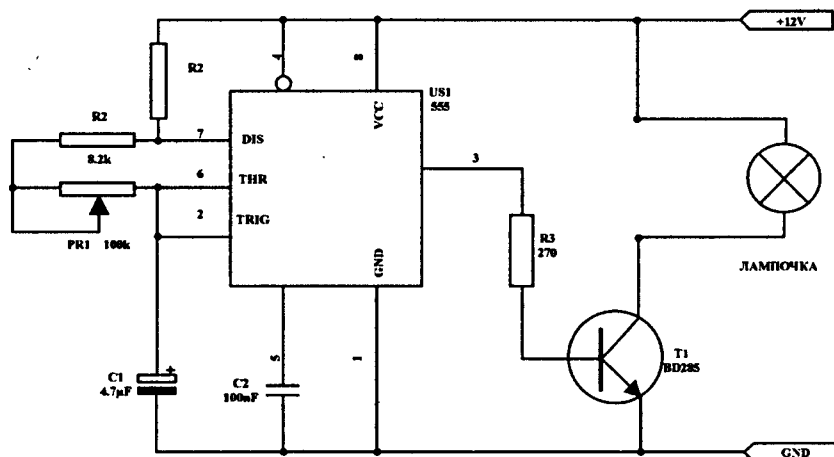 +12V
4
8
R2
US1
555
R2
VCC
7
DIS
8.2k
3
6
THR
2
TRIG
PR1 100k
R3
270
GND
ЛАМПОЧКА
C1
4.7µF
5
1
C2
100nF
T1
BD285
GND